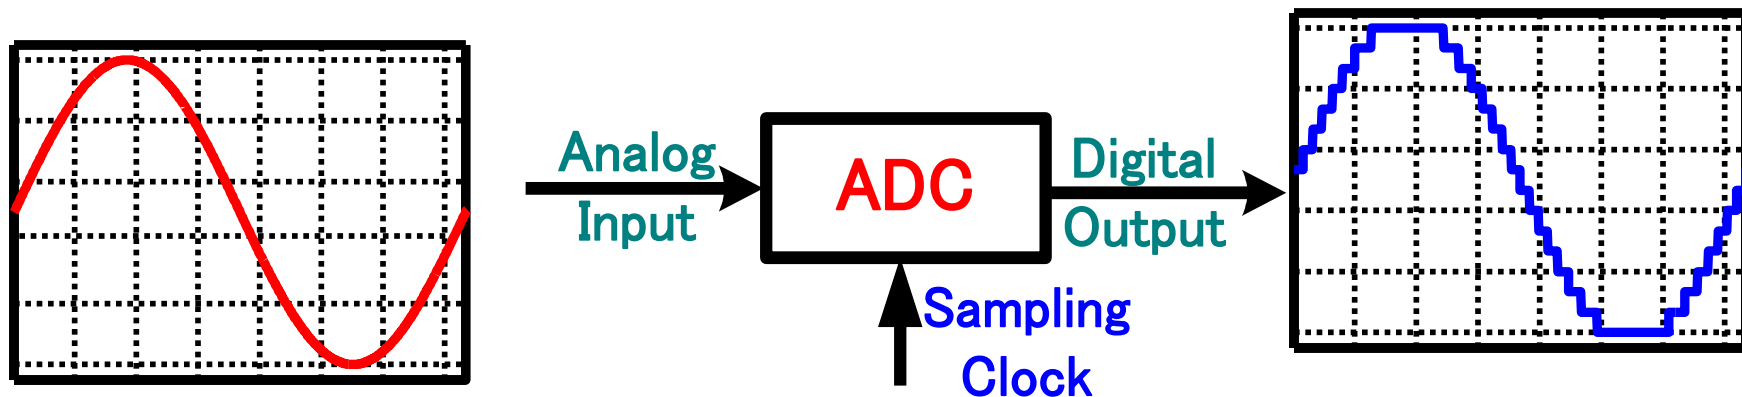 Analog
Input
ADC
Digital
Output
Sampling
Clock